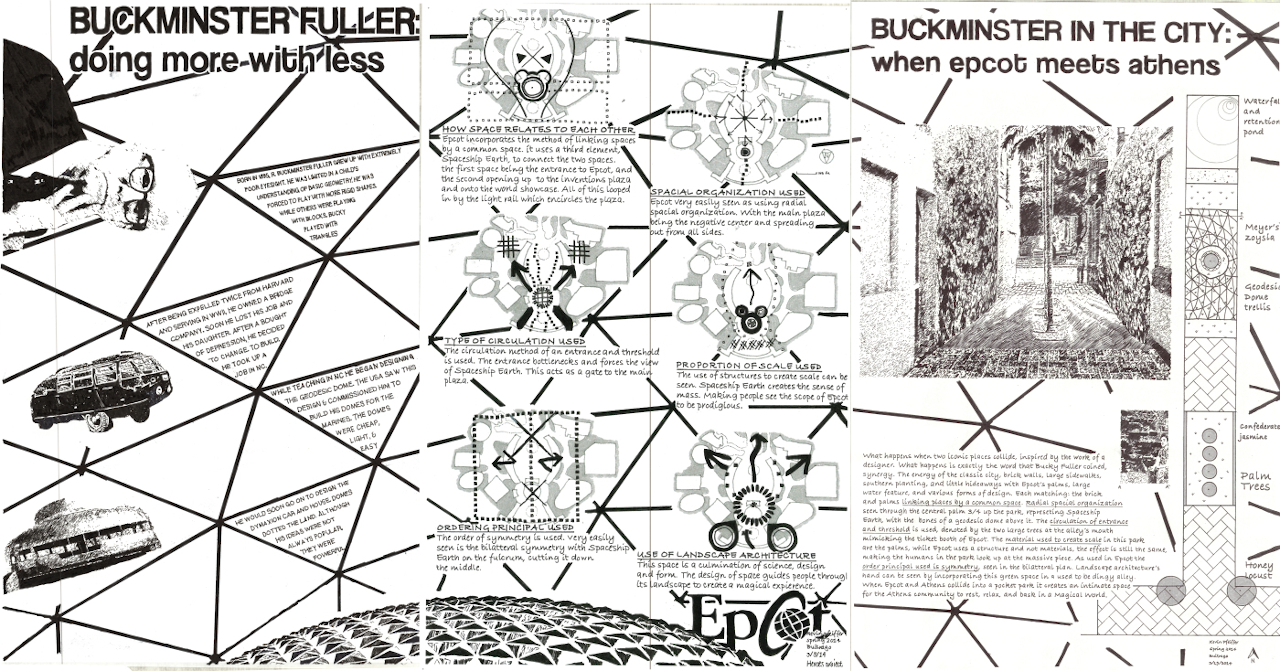 BUCKMINSTER FULLER:
doing more with less
BORN IN 1895, R. BUCKMINSTER FULLER GREW UP WITH EXTREMELY
POOR EYESIGHT. HE WAS LIMITED IN A CHILD'S
UNDERSTANDING OF BASIC GEOMETRY. HE WAS
FORCED TO PLAY WITH MORE RIGID SHAPES.
WHILE OTHERS WERE PLAYING
WITH BLOCKS, BUCKY
PLAYED WITH
TRIANGLES
AFTER BEING EXPELLED TWICE FROM HARVARD
AND SERVING IN WW2, HE OWNED A BRIDGE
COMPANY. SOON HE LOST HIS JOB AND
HIS DAUGHTER. AFTER A BOUGHT
OF DEPRESSION, HE DECIDED
TO CHANGE. TO BUILD.
HE TOOK UP A
JOB IN NC.
WHILE TEACHING IN NC HE BEGAN DESIGNING
THE GEODESIC DOME. THE USA SAW THIS
DESIGN & COMMISSIONED HIM TO
BUILD HIS DOMES FOR THE
MARINES. THE DOMES
WERE CHEAP,
LIGHT, &
EASY
HE WOULD SOON GO ON TO DESIGN THE
DYMAXION CAR AND HOUSE. DOMES
DOTTED THE LAND. ALTHOUGH
HIS IDEAS WERE NOT
ALWAYS POPULAR,
THEY WERE
POWERFUL.
HOW SPACE RELATES TO EACH OTHER
Epcot incorporates the method of linking spaces
by a common space. It uses a third element,
Spaceship Earth, to connect the two spaces.
the first space being the entrance to Epcot, and
the second opening up to the inventions plaza
and onto the world showcase. All of this looped
in by the light rail which encircles the plaza.
SPACIAL ORGANIZATION USED
Epcot very easily seen as using radial
spacial organization. With the main plaza
being the negative center and spreading
out from all sides.
TYPE OF CIRCULATION USED
The circulation method of an entrance and threshold
is used. The entrance bottlenecks and forces the view
of Spaceship Earth. This acts as a gate to the main
plaza.
PROPORTION OF SCALE USED
The use of structures to create scale can be
seen. Spaceship Earth creates the sense of
mass. Making people see the scope of Epcot
to be prodigious.
ORDERING PRINCIPAL USED
The order of symmetry is used. Very easily
seen is the bilateral symmetry with Spaceship
Earth on the fulcrum, cutting it down
the middle.
USE OF LANDSCAPE ARCHITECTURE
This space is a culmination of science, design
and form. The design of space guides people through
its landscape to create a magical expierence.
Epcot
Spring 2014
BUCKMINSTER IN THE CITY:
when epcot meets athens
Waterfall
and
retention
pond
Meyer's
zoysia
Geodesic
Dome
trellis
Confederate
jasmine
Palm
Trees
Honey
Locust
What happens when two iconic places collide, inspired by the work of a
designer. What happens is exactly the word that Bucky Fuller coined,
synergy. The energy of the classic city, brick walls, large sidewalks,
southern planting, and little hideaways with Epcot's palms, large
water feature, and various forms of design. Each matching: the brick
and palms linking places by a common space. Radial spacial organization
seen through the central palm 3/4 up the park, representing Spaceship
Earth, with the bones of a geodesic dome above it. The circulation of entrance
and threshold is used, denoted by the two large trees at the alley's mouth
mimicking the ticket booth of Epcot. The material used to create scale in this park
are the palms, while Epcot uses a structure and not materials, the effect is still the same,
making the humans in the park look up at the massive piece. As used in Epcot the
order principal used is symmetry, seen in the bilateral plan. Landscape architecture's
hand can be seen by incorporating this green space in a used to be dingy alley.
When Epcot and Athens collide into a pocket park it creates an intimate space
for the Athens community to rest, relax, and bask in a Magical World.
Spring 2014